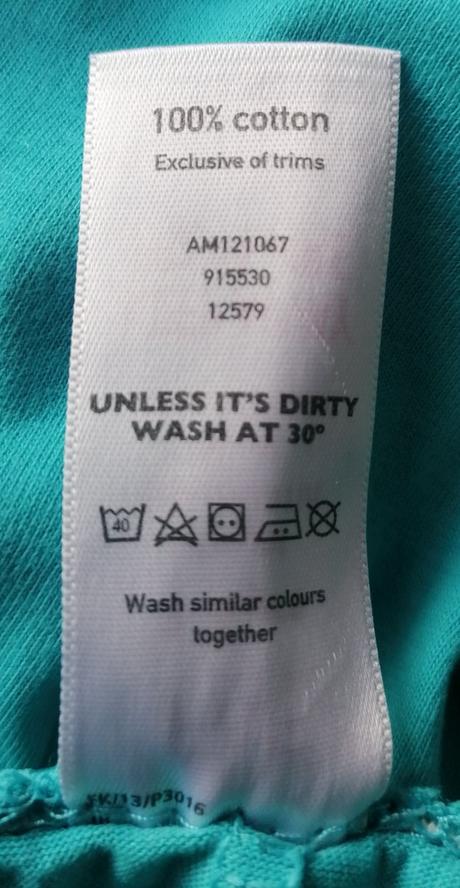 100% cotton
Exclusive of trims
AM121067
915530
12579
UNLESS IT'S DIRTY
WASH AT 30°
40
Wash similar colours
together